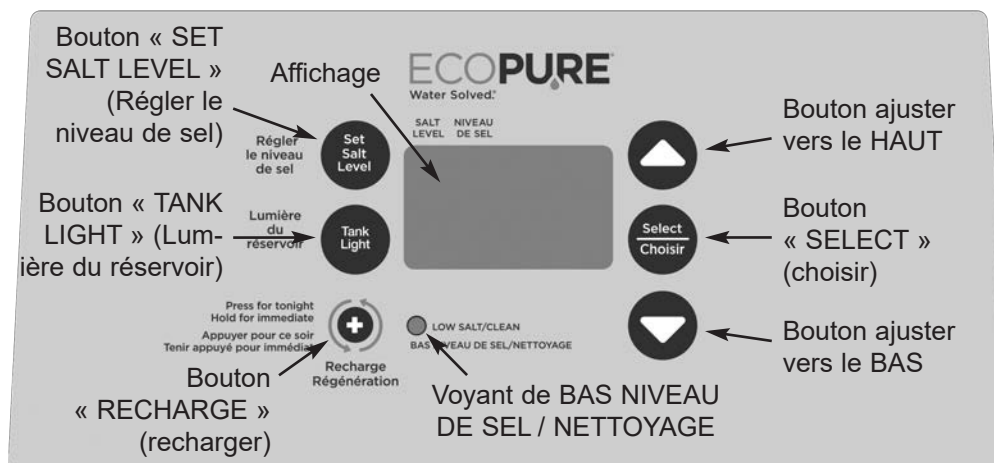 Bouton « SET
SALT LEVEL »
(Régler le
niveau de sel)
Affichage
ECOPURE
Water Solved.
SALT
LEVEL
NIVEAU
DE SEL
Régler
le niveau
de sel
Set
Salt
Level
Bouton ajuster
vers le HAUT
Bouton « TANK
LIGHT » (Lum-
ière du réservoir)
Lumière
du
réservoir
Tank
Light
Select
Choisir
Bouton
« SELECT »
(choisir)
Press for tonight
Hold for immediate
Appuyer pour ce soir
Tenir appuyé pour immédiat
Recharge
Régénération
LOW SALT/CLEAN
BAS NIVEAU DE SEL/NETTOYAGE
Bouton ajuster
vers le BAS
Bouton
« RECHARGE »
(recharger)
Voyant de BAS NIVEAU
DE SEL / NETTOYAGE